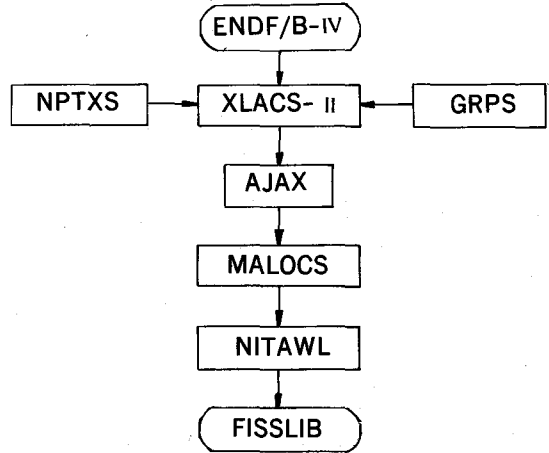 ENDF/B-IV
NPTXS
XLACS-II
GRPS
AJAX
MALOCS
NITAWL
FISSLIB